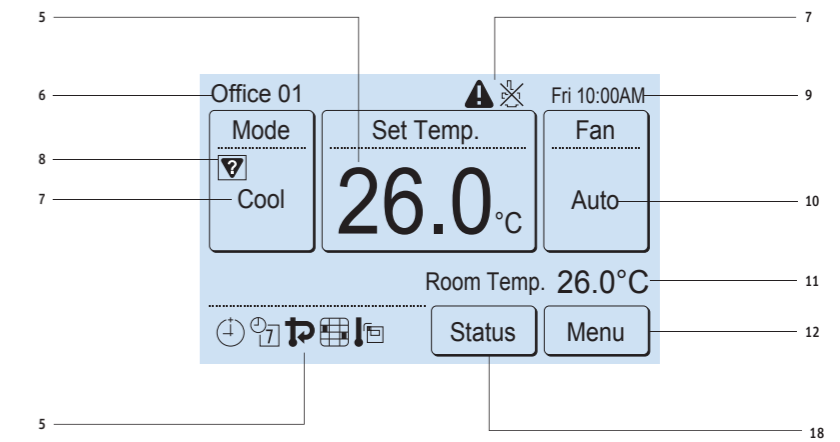 5
7
6
Office 01
Fri 10:00AM
9
Mode
Set Temp.
Fan
8
?
7
Cool
26.0°C
Auto
10
Room Temp. 26.0°C
11
7
Status
Menu
12
5
18